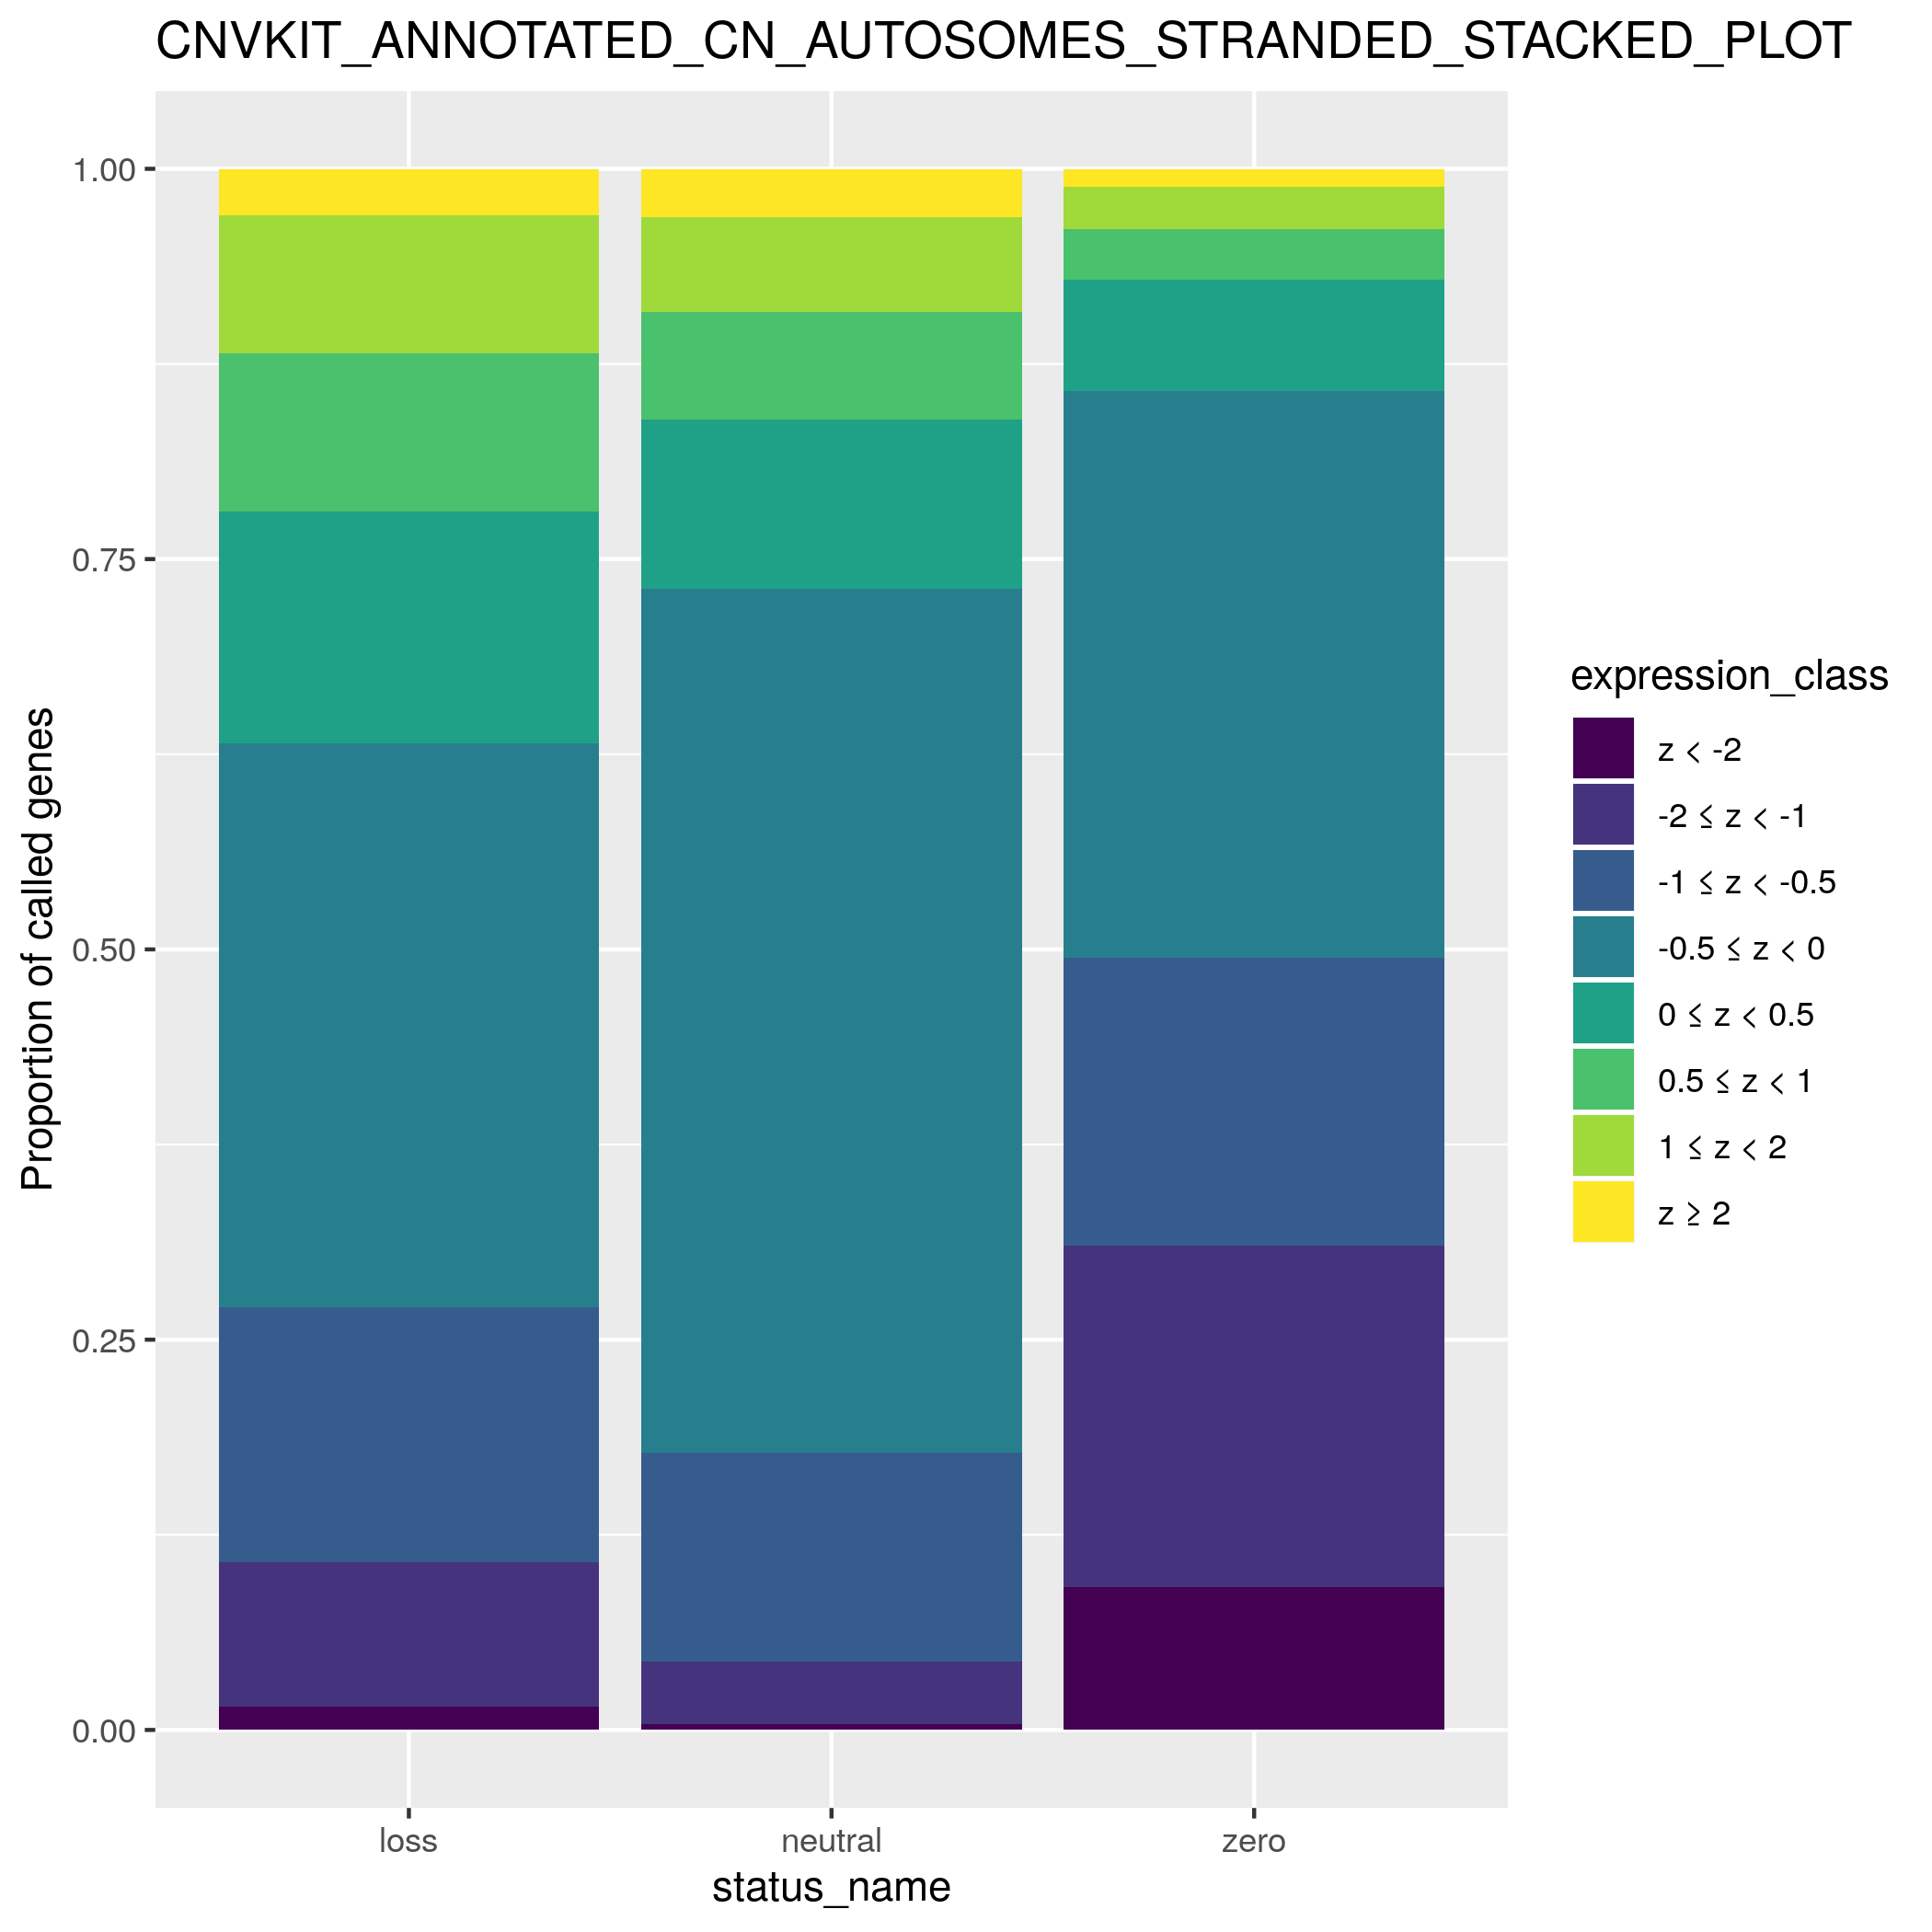 CNVKIT_ANNOTATED_CN_AUTOSOMES_STRANDED_STACKED_PLOT
Proportion of called genes
1.00
0.75
0.50
0.25
0.00
loss
neutral
zero
status_name
expression_class
z < -2
-2 ≤ z < -1
-1 ≤ z < -0.5
-0.5 ≤ z < 0
0 ≤ z < 0.5
0.5 ≤ z < 1
1 ≤ z < 2
z ≥ 2